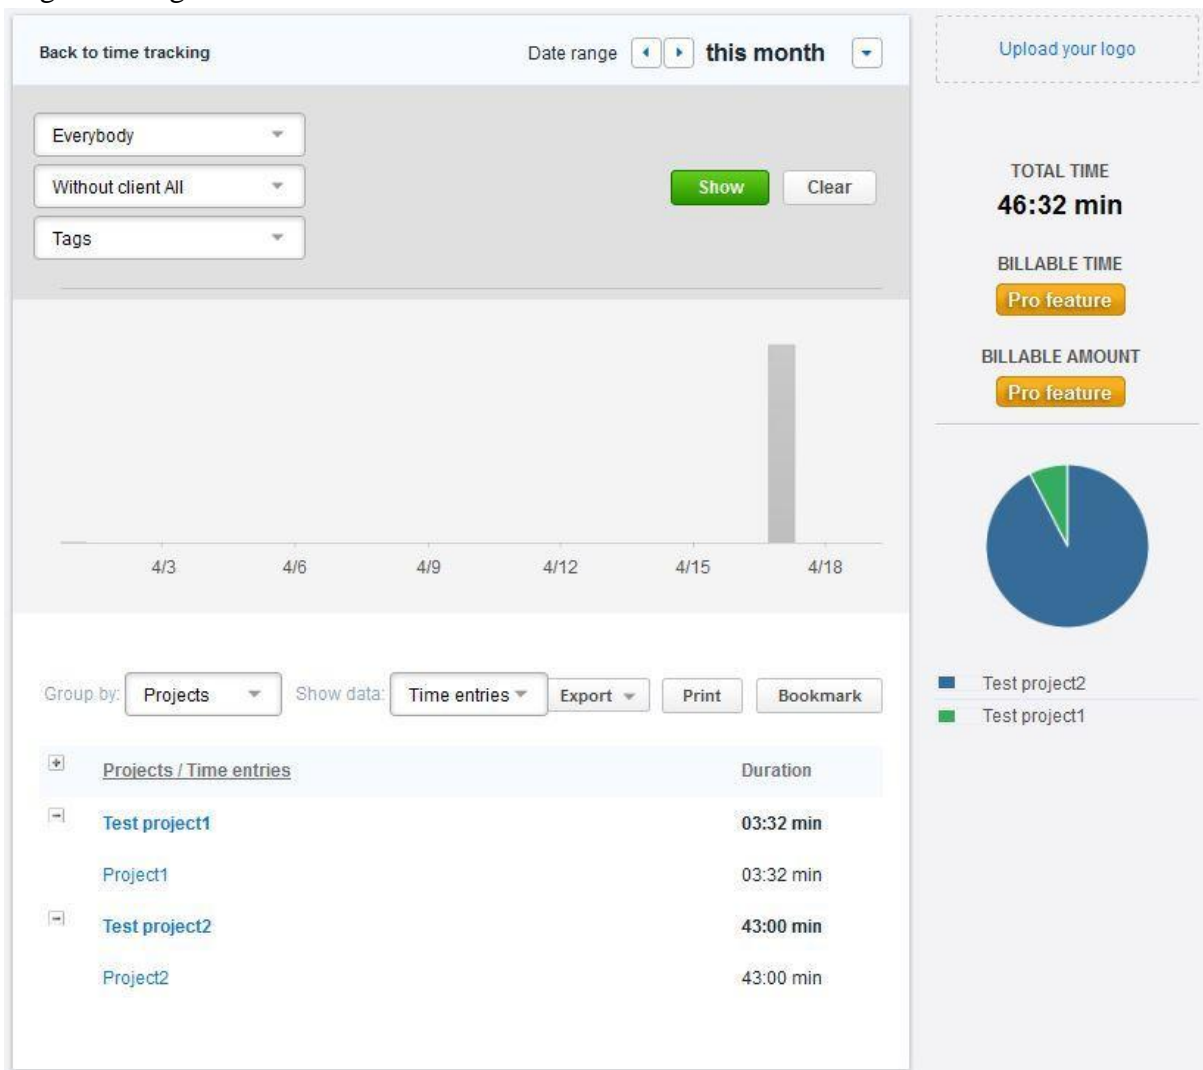 Back to time tracking
Date range this month
Everybody
Without client All
Show Clear
Tags
4/3 4/6 4/9 4/12 4/15 4/18
Group by: Projects Show data: Time entries Export Print Bookmark
Projects / Time entries Duration
Test project1 03:32 min
Project1 03:32 min
Test project2 43:00 min
Project2 43:00 min
Upload your logo
TOTAL TIME
46:32 min
BILLABLE TIME
Pro feature
BILLABLE AMOUNT
Pro feature
Test project2
Test project1